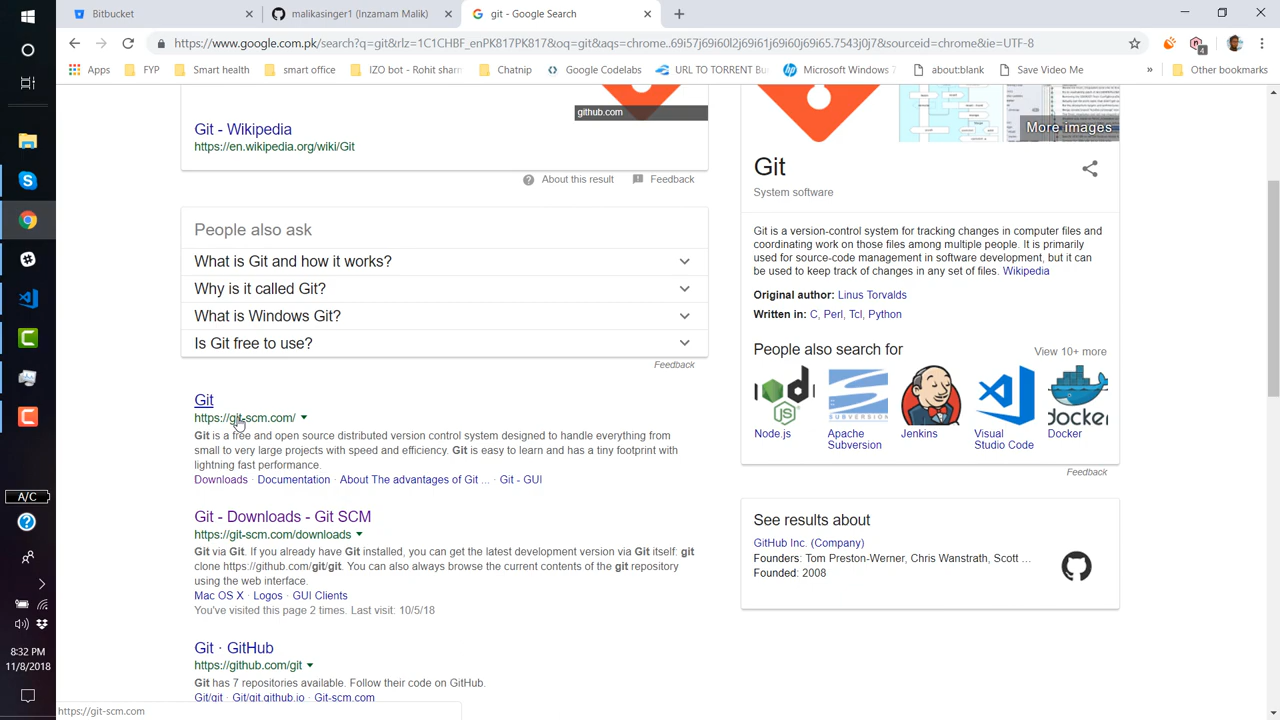 Bitbucket
malikasinger1 (Inzamam Malik)
git - Google Search
https://www.google.com.pk/search?q=git&rlz=1C1CHBF_enPK817PK817&oq=git&aqs=chrome..69i57j69i60l2j69i61j69i60j69i65.7543j0j7&sourceid=chrome&ie=UTF-8
4
Apps
FYP
Smart health
smart office
IZO bot - Rohit sharm
Chatnip
Google Codelabs
URL TO TORRENT Bu
Microsoft Windows 7
about:blank
Save Video Me
»
Other bookmarks
github.com
Git - Wikipedia
https://en.wikipedia.org/wiki/Git
About this result
Feedback
People also ask
What is Git and how it works?
Why is it called Git?
What is Windows Git?
Is Git free to use?
Feedback
Git
https://git-scm.com/
Git is a free and open source distributed version control system designed to handle everything from
small to very large projects with speed and efficiency. Git is easy to learn and has a tiny footprint with
lightning fast performance.
Downloads · Documentation · About The advantages of Git ... · Git - GUI
Git - Downloads - Git SCM
https://git-scm.com/downloads
Git via Git. If you already have Git installed, you can get the latest development version via Git itself: git
clone https://github.com/git/git. You can also always browse the current contents of the git repository
using the web interface.
Mac OS X · Logos · GUI Clients
You've visited this page 2 times. Last visit: 10/5/18
Git · GitHub
https://github.com/git
Git has 7 repositories available. Follow their code on GitHub.
Git/git · Git/git.github.io · Git-scm.com
More images
Git
System software
Git is a version-control system for tracking changes in computer files and
coordinating work on those files among multiple people. It is primarily
used for source-code management in software development, but it can
be used to keep track of changes in any set of files. Wikipedia
Original author: Linus Torvalds
Written in: C, Perl, Tcl, Python
People also search for
View 10+ more
node
JS
SUBVERSION
docker
Node.js
Apache
Subversion
Jenkins
Visual
Studio Code
Docker
Feedback
See results about
GitHub Inc. (Company)
Founders: Tom Preston-Werner, Chris Wanstrath, Scott ...
Founded: 2008
A/C
8:32 PM
11/8/2018
https://git-scm.com